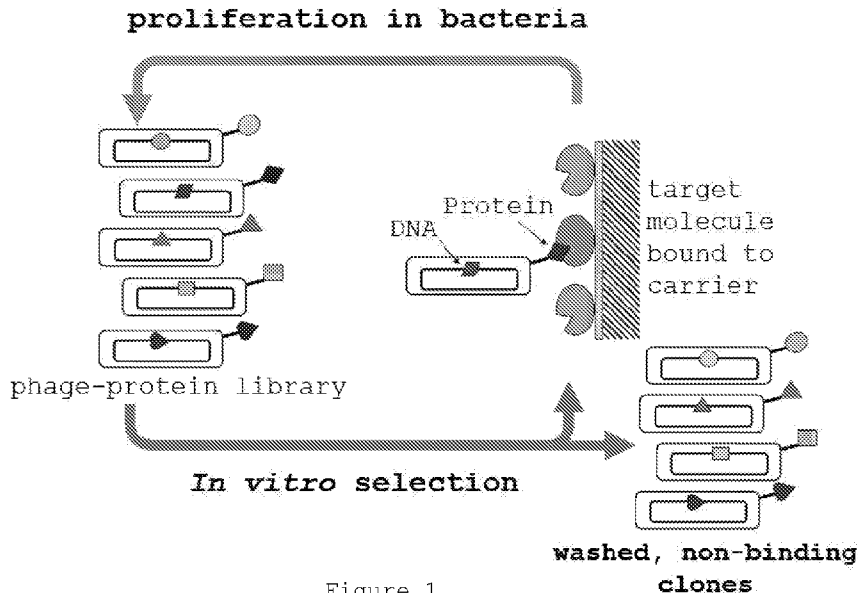 proliferation in bacteria
Protein
DNA
target
molecule
bound to
carrier
phage-protein library
In vitro selection
washed, non-binding
clones
Figure 1